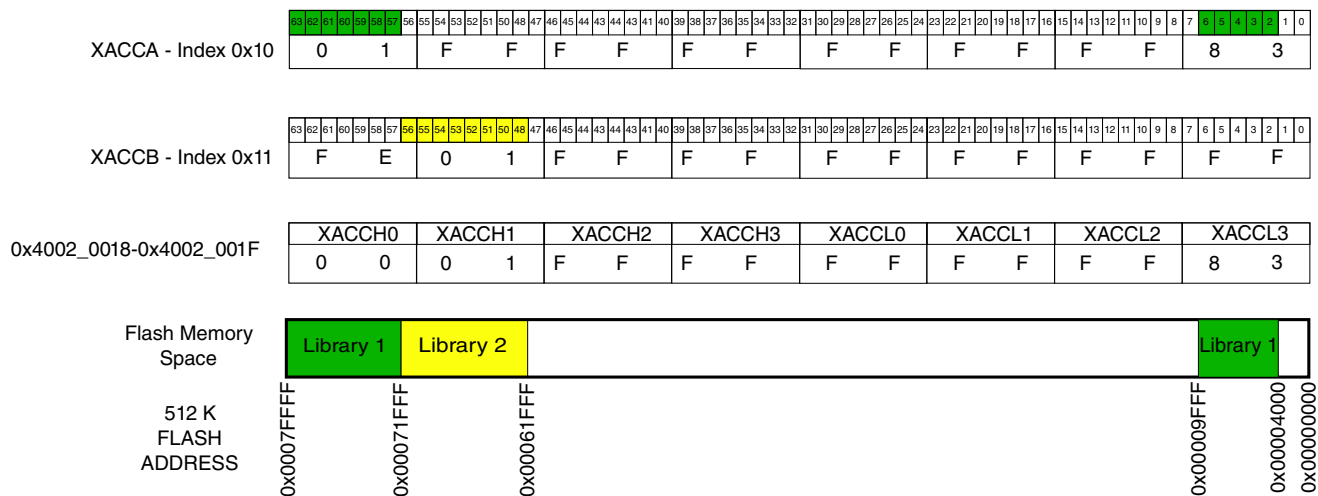 63 62 61 60 59 58 57 56 55 54 53 52 51 50 48 47 46 45 44 43 44 43 41 40 39 38 37 36 35 34 33 32 31 30 29 28 27 26 25 24 23 22 21 20 19 18 17 16 15 14 13 12 11 10 9 8 7 6 5 4 3 2 1 0
XACCA - Index 0x10 0 1 F F F F F F F F F F F F 8 3
63 62 61 60 59 58 57 56 55 54 53 52 51 50 48 47 46 45 44 43 44 43 41 40 39 38 37 36 35 34 33 32 31 30 29 28 27 26 25 24 23 22 21 20 19 18 17 16 15 14 13 12 11 10 9 8 7 6 5 4 3 2 1 0
XACCB - Index 0x11 F E 0 1 F F F F F F F F F F F F
XACCH0 XACCH1 XACCH2 XACCH3 XACCL0 XACCL1 XACCL2 XACCL3
0x4002_0018-0x4002_001F 0 0 0 1 F F F F F F F F F F 8 3
Flash Memory
Space
Library 1 Library 2 Library 1
512 K
FLASH
ADDRESS
0x0007FFFF
0x00071FFF
0x00061FFF
0x00009FFF
0x00004000
0x00000000